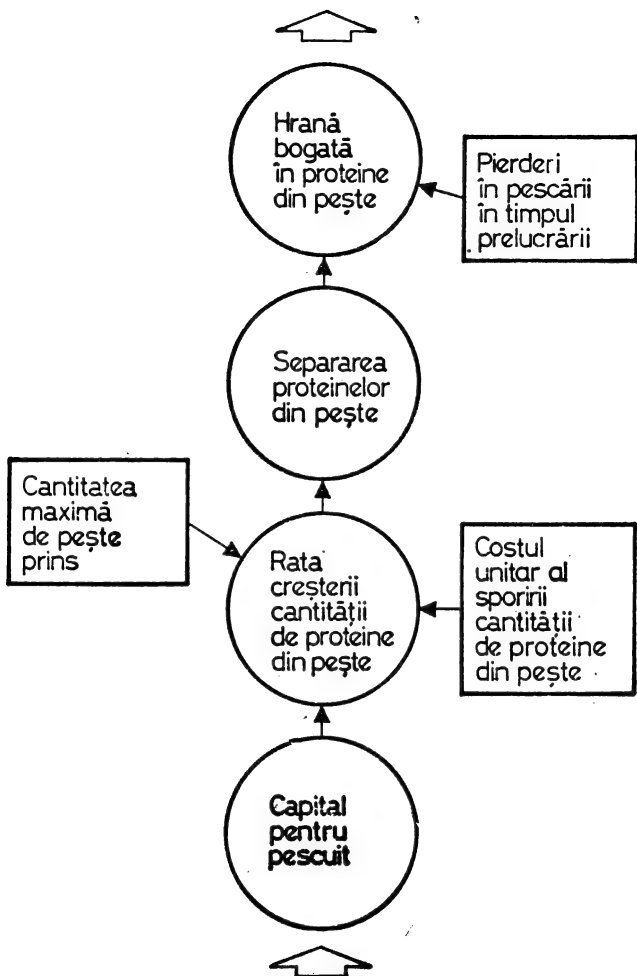 Hrană
bogată
în proteine
din pește
Pierderi
în pescării
în timpul
prelucrării
Separarea
proteinelor
din pește
Cantitatea
maximă
de pește
prins
Rata
creșterii
cantității
de proteine
din pește
Costul
unitar al
sporirii
cantității
de proteine
din pește
Capital
pentru
pescuit